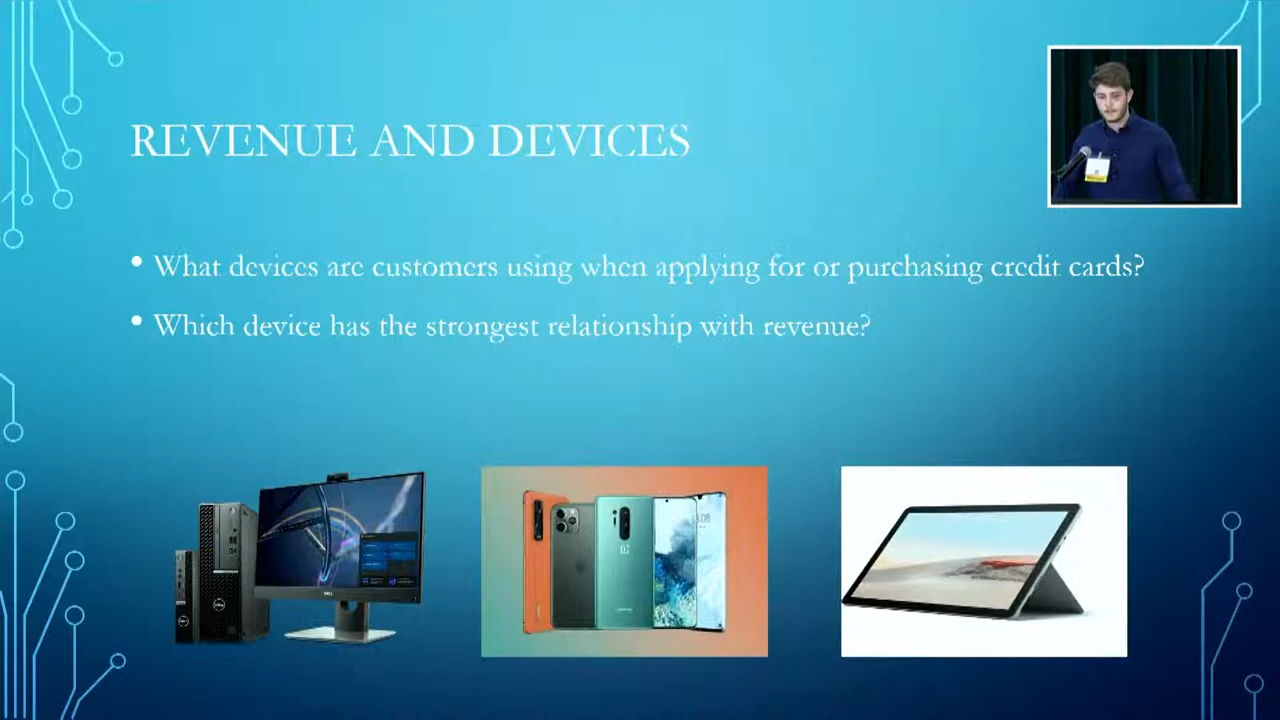 REVENUE AND DEVICES
• What devices are customers using when applying for or purchasing credit cards?
• Which device has the strongest relationship with revenue?
DELL